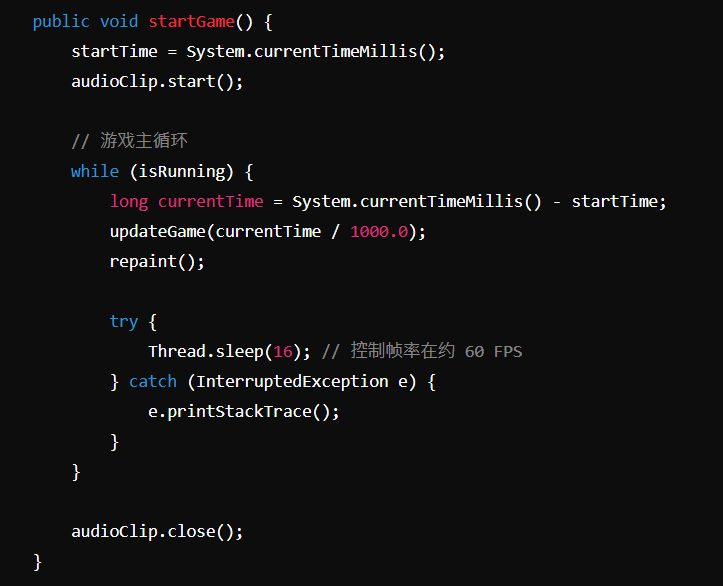 public void startGame() {
    startTime = System.currentTimeMillis();
    audioClip.start();

    // 游戏主循环
    while (isRunning) {
        long currentTime = System.currentTimeMillis() - startTime;
        updateGame(currentTime / 1000.0);
        repaint();

        try {
            Thread.sleep(16); // 控制帧率在约 60 FPS
        } catch (InterruptedException e) {
            e.printStackTrace();
        }
    }

    audioClip.close();
}